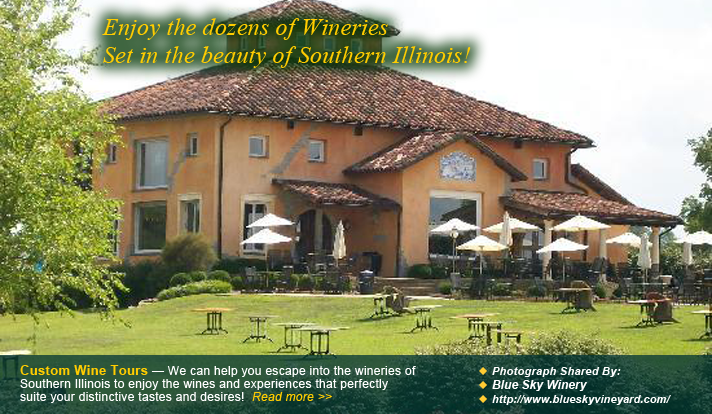 Enjoy the dozens of Wineries
Set in the beauty of Southern Illinois!
Custom Wine Tours — We can help you escape into the wineries of
Southern Illinois to enjoy the wines and experiences that perfectly
suite your distinctive tastes and desires! Read more >>
◆ Photograph Shared By:
◆ Blue Sky Winery
◆ http://www.blueskyvineyard.com/